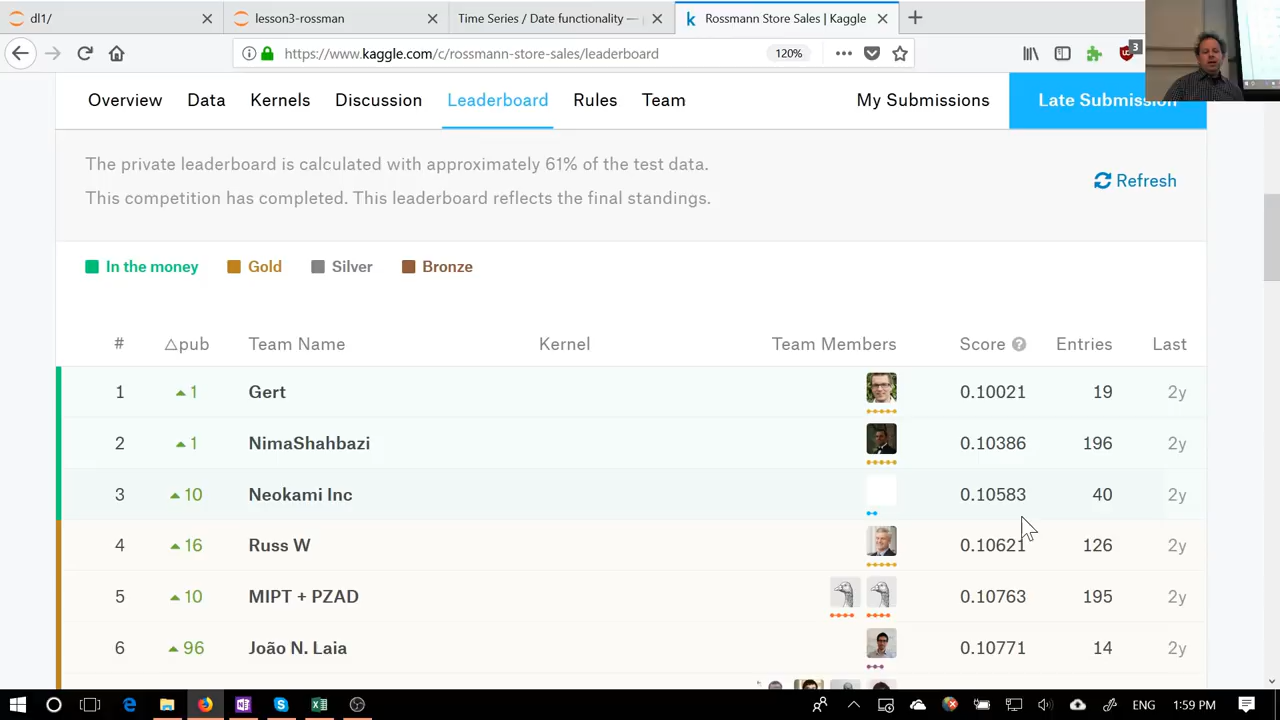 dl1/
lesson3-rossman
Time Series / Date functionality —
Rossmann Store Sales | Kaggle
https://www.kaggle.com/c/rossmann-store-sales/leaderboard
120%
3
Overview Data Kernels Discussion Leaderboard Rules Team My Submissions Late Submission
The private leaderboard is calculated with approximately 61% of the test data.
This competition has completed. This leaderboard reflects the final standings.
Refresh
In the money Gold Silver Bronze
# △pub Team Name Kernel Team Members Score ? Entries Last
1 ▲1 Gert 0.10021 19 2y
2 ▲1 NimaShahbazi 0.10386 196 2y
3 ▲10 Neokami Inc 0.10583 40 2y
4 ▲16 Russ W 0.10621 126 2y
5 ▲10 MIPT + PZAD 0.10763 195 2y
6 ▲96 João N. Laia 0.10771 14 2y
ENG 1:59 PM